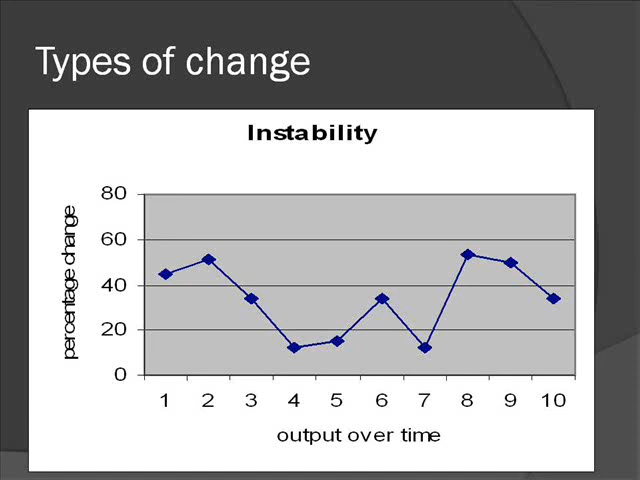 Types of change
Instability
percentage change
80
60
40
20
0
1 2 3 4 5 6 7 8 9 10
output over time